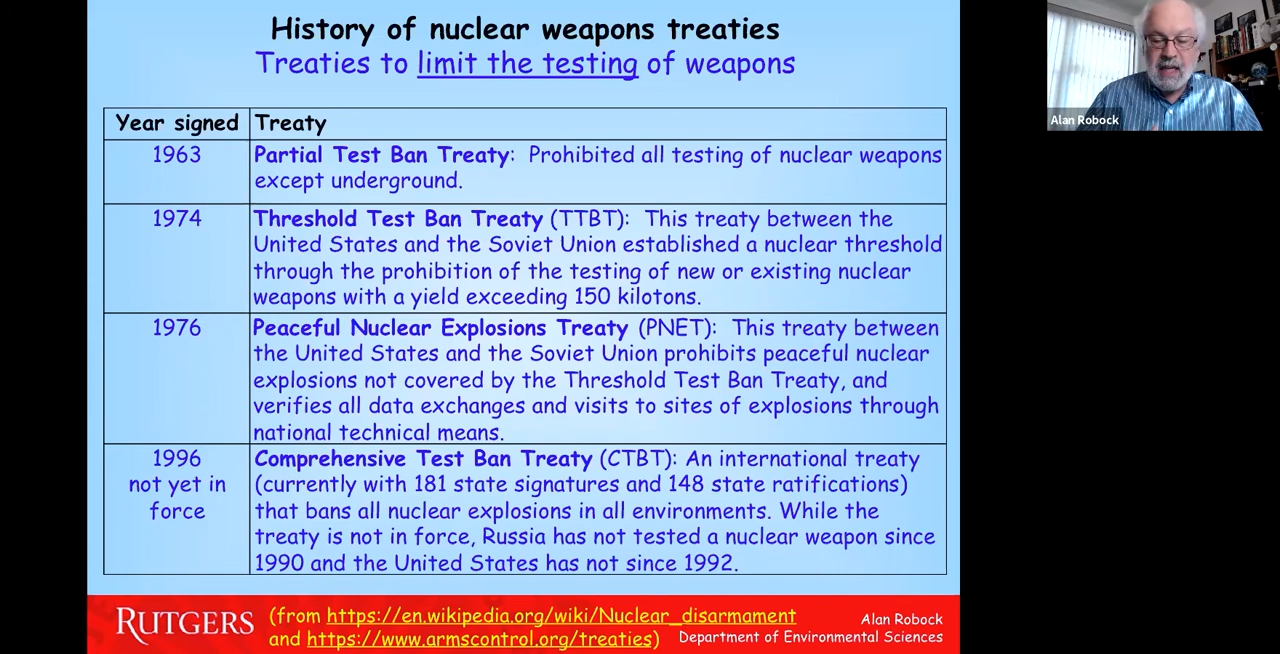 History of nuclear weapons treaties
Treaties to limit the testing of weapons
Year signed Treaty
1963 Partial Test Ban Treaty: Prohibited all testing of nuclear weapons
except underground.
1974 Threshold Test Ban Treaty (TTBT): This treaty between the
United States and the Soviet Union established a nuclear threshold
through the prohibition of the testing of new or existing nuclear
weapons with a yield exceeding 150 kilotons.
1976 Peaceful Nuclear Explosions Treaty (PNET): This treaty between
the United States and the Soviet Union prohibits peaceful nuclear
explosions not covered by the Threshold Test Ban Treaty, and
verifies all data exchanges and visits to sites of explosions through
national technical means.
1996 Comprehensive Test Ban Treaty (CTBT): An international treaty
not yet in (currently with 181 state signatures and 148 state ratifications)
force that bans all nuclear explosions in all environments. While the
treaty is not in force, Russia has not tested a nuclear weapon since
1990 and the United States has not since 1992.
RUTGERS
(from https://en.wikipedia.org/wiki/Nuclear_disarmament
and https://www.armscontrol.org/treaties)
Alan Robock
Department of Environmental Sciences
Alan Robock